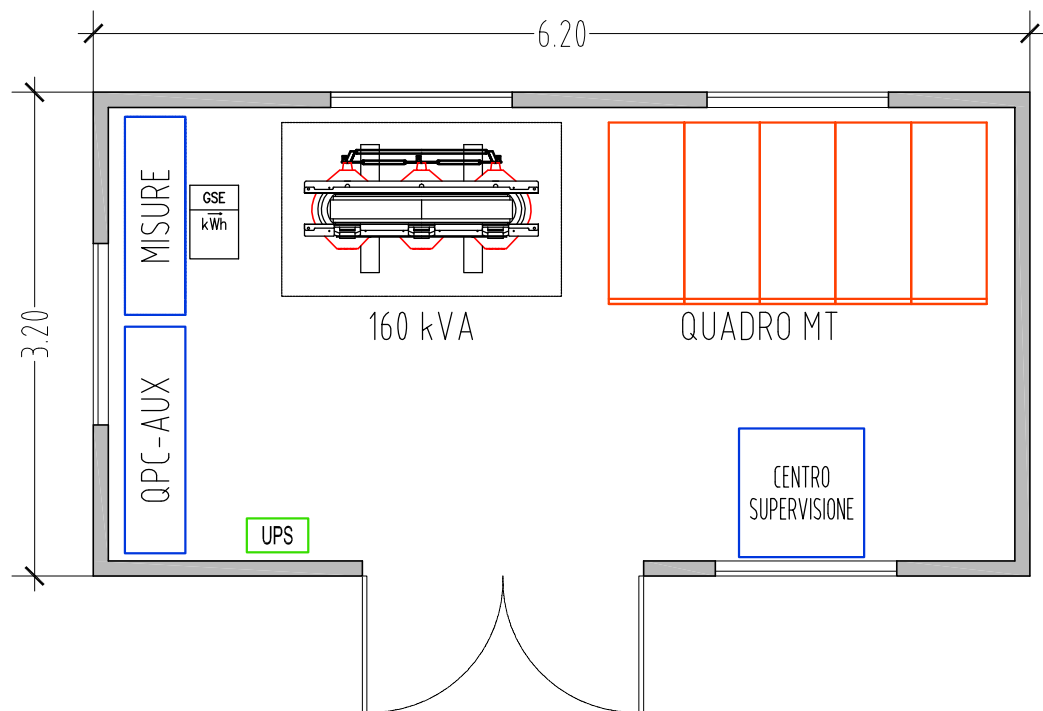 6.20
3.20
MISURE
GSE
kWh
160 kVA
QUADRO MT
QPC-AUX
CENTRO
SUPERVISIONE
UPS